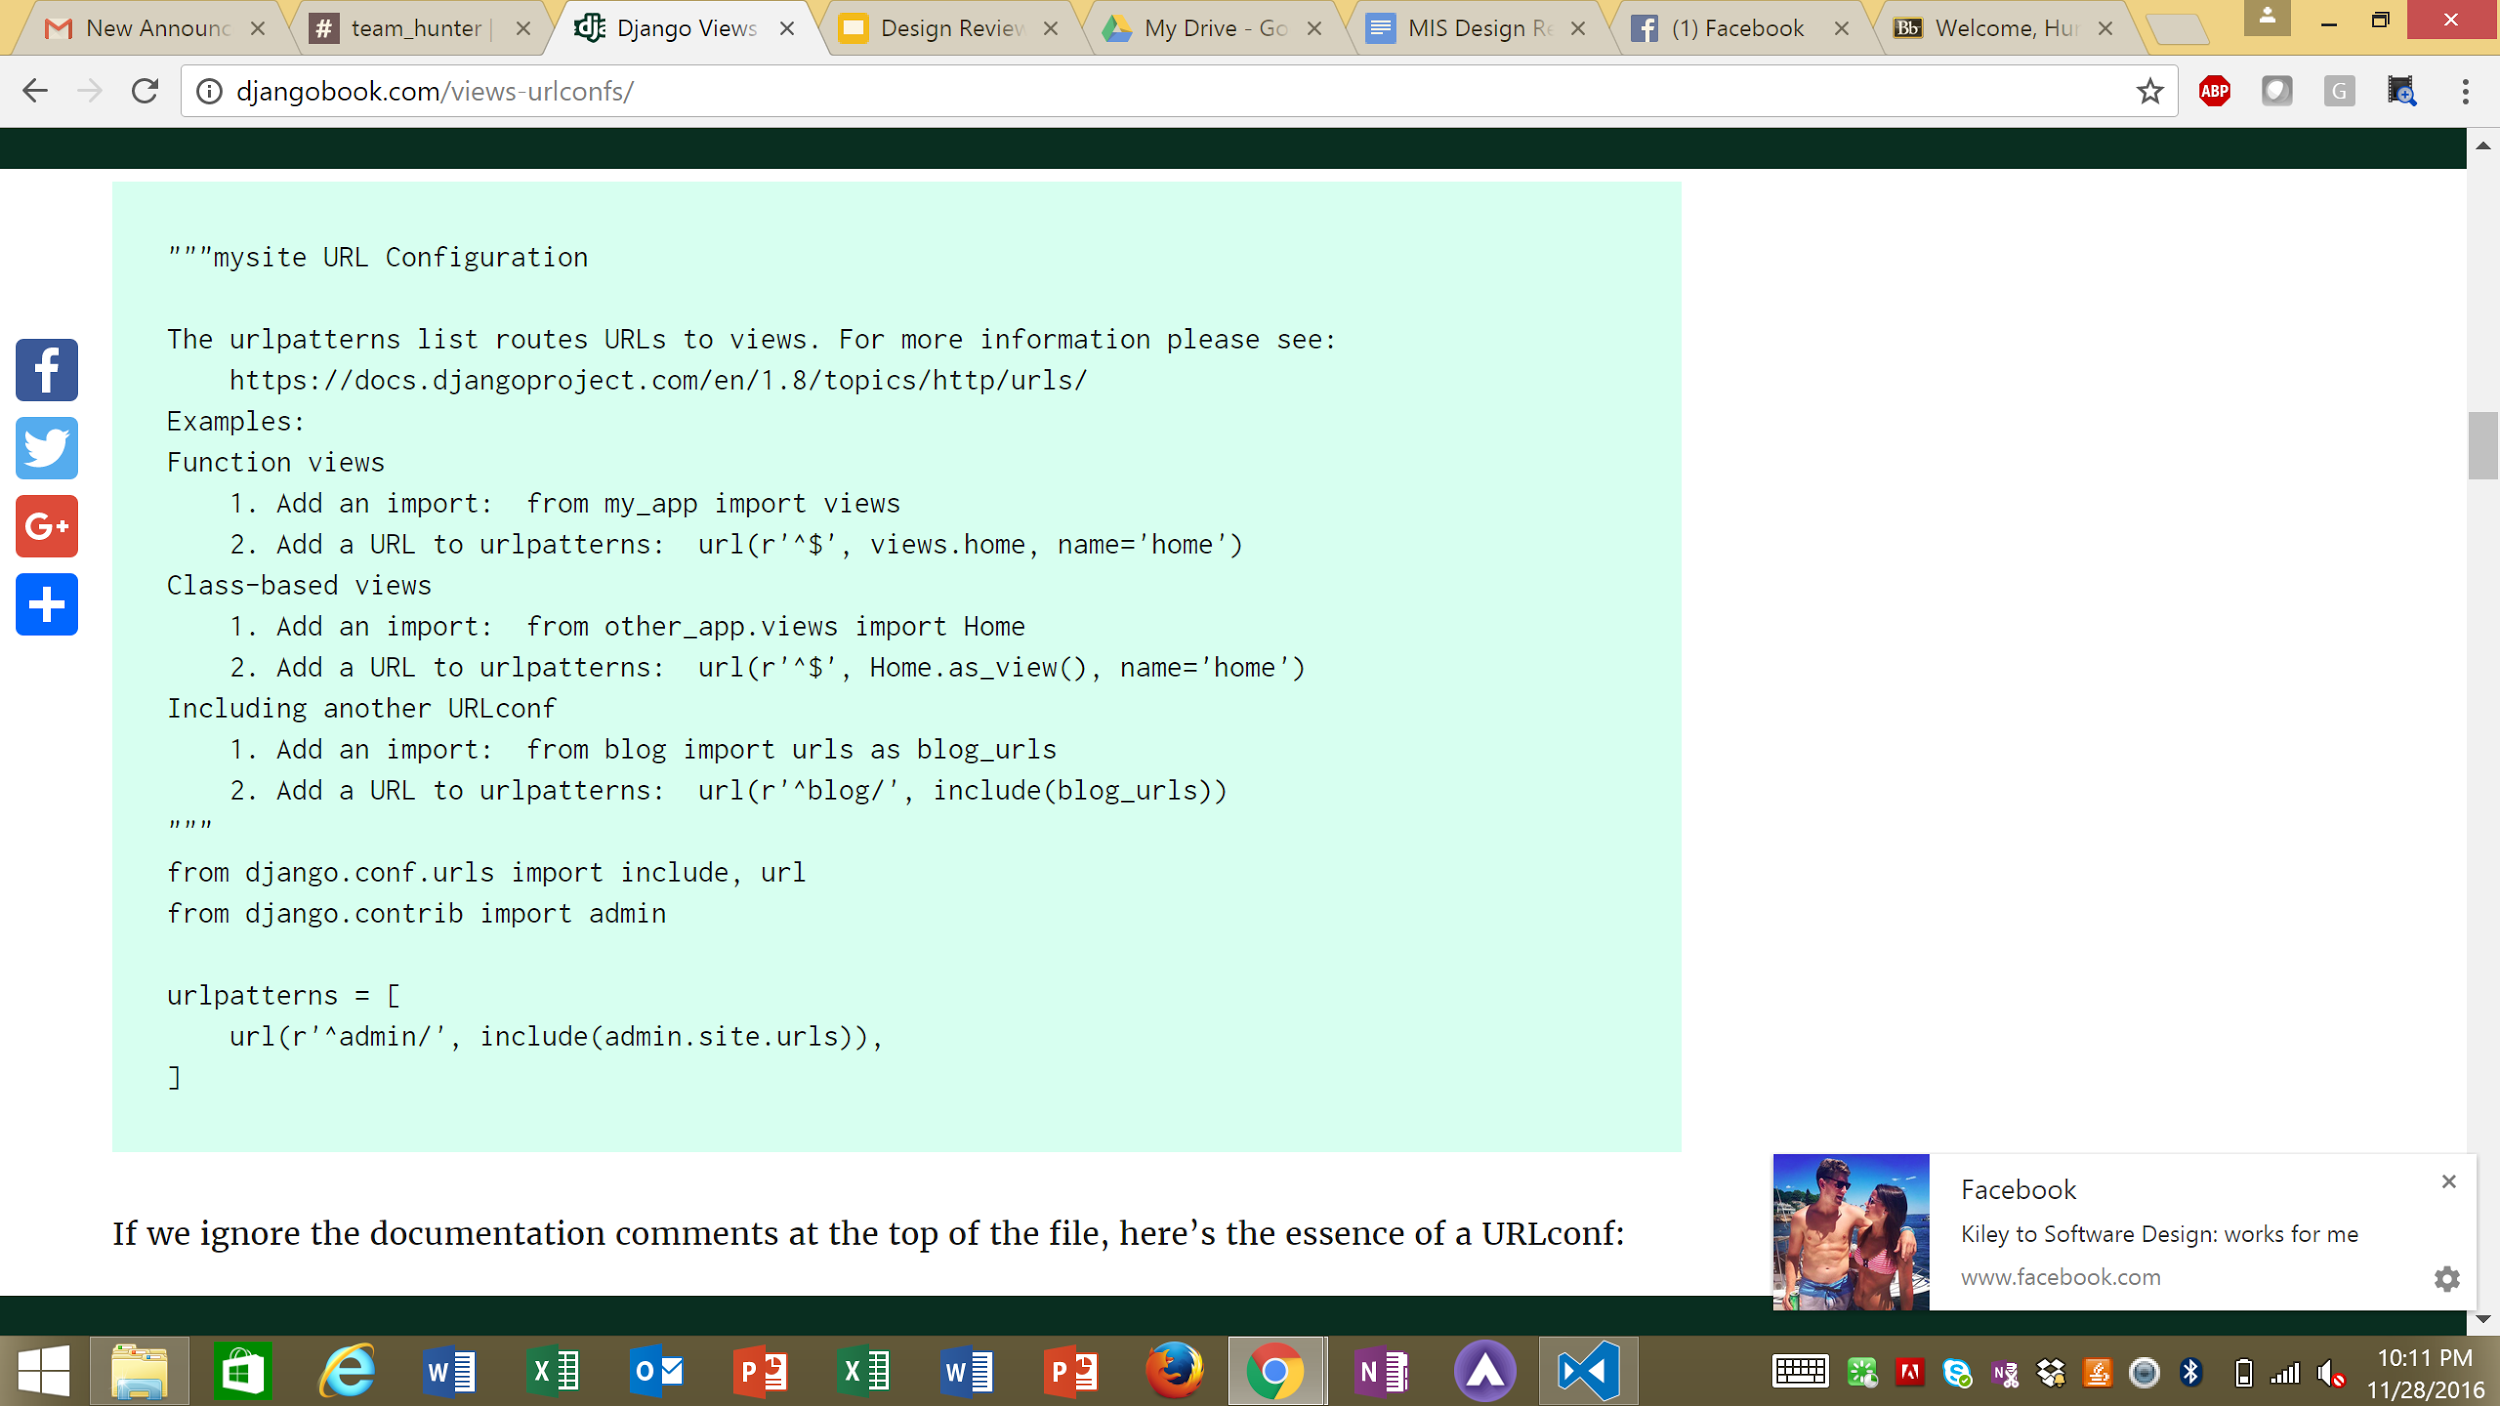 New Announc
team_hunter |
Django Views
Design Review
My Drive - Go
MIS Design Re
(1) Facebook
Bb Welcome, Hun
djangobook.com/views-urlconfs/
ABP
G
"""mysite URL Configuration
The urlpatterns list routes URLs to views. For more information please see:
    https://docs.djangoproject.com/en/1.8/topics/http/urls/
Examples:
Function views
    1. Add an import:  from my_app import views
    2. Add a URL to urlpatterns:  url(r'^$', views.home, name='home')
Class-based views
    1. Add an import:  from other_app.views import Home
    2. Add a URL to urlpatterns:  url(r'^$', Home.as_view(), name='home')
Including another URLconf
    1. Add an import:  from blog import urls as blog_urls
    2. Add a URL to urlpatterns:  url(r'^blog/', include(blog_urls))
"""
from django.conf.urls import include, url
from django.contrib import admin
urlpatterns = [
    url(r'^admin/', include(admin.site.urls)),
]
If we ignore the documentation comments at the top of the file, here’s the essence of a URLconf:
Facebook
Kiley to Software Design: works for me
www.facebook.com
10:11 PM
11/28/2016